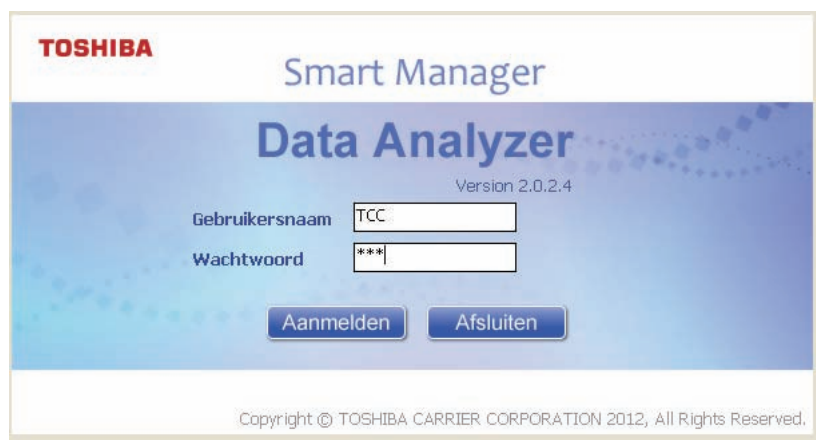 TOSHIBA
Smart Manager
Data Analyzer
Version 2.0.2.4
Gebruikersnaam TCC
Wachtwoord ***
Aanmelden Afsluiten
Copyright © TOSHIBA CARRIER CORPORATION 2012, All Rights Reserved.